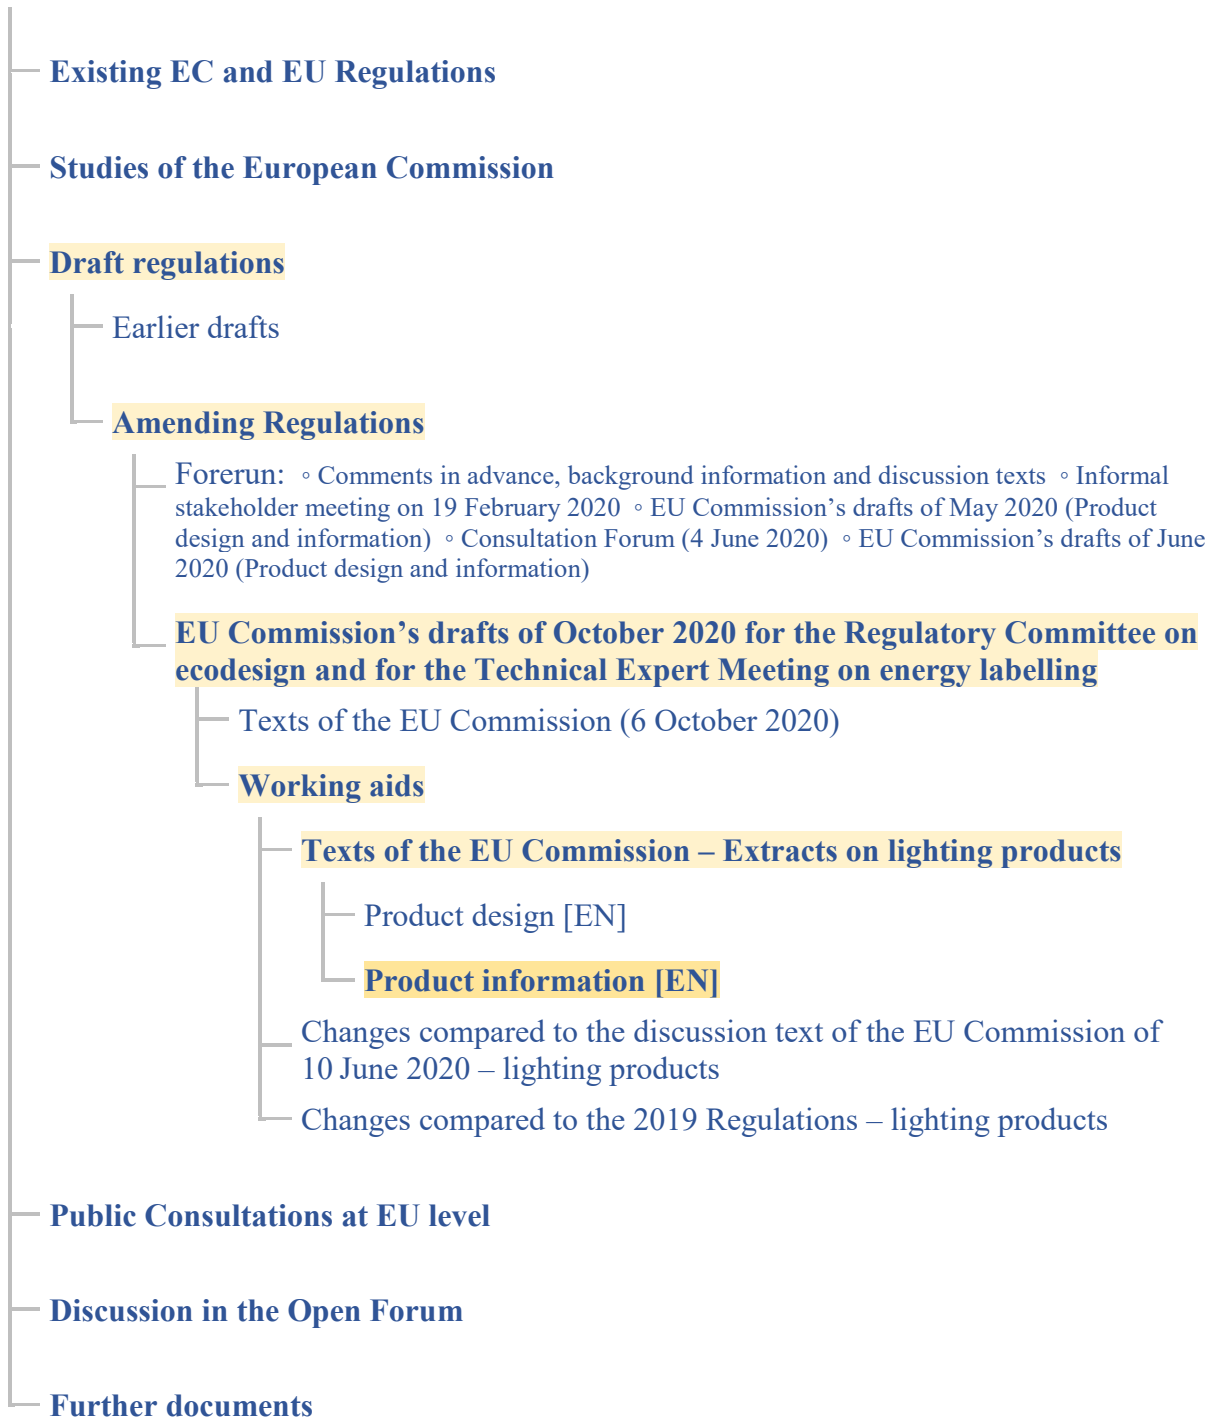 Existing EC and EU Regulations
Studies of the European Commission
Draft regulations
Earlier drafts
Amending Regulations
Forerun: ◦ Comments in advance, background information and discussion texts ◦ Informal
stakeholder meeting on 19 February 2020 ◦ EU Commission’s drafts of May 2020 (Product
design and information) ◦ Consultation Forum (4 June 2020) ◦ EU Commission’s drafts of June
2020 (Product design and information)
EU Commission’s drafts of October 2020 for the Regulatory Committee on
ecodesign and for the Technical Expert Meeting on energy labelling
Texts of the EU Commission (6 October 2020)
Working aids
Texts of the EU Commission – Extracts on lighting products
Product design [EN]
Product information [EN]
Changes compared to the discussion text of the EU Commission of
10 June 2020 – lighting products
Changes compared to the 2019 Regulations – lighting products
Public Consultations at EU level
Discussion in the Open Forum
Further documents